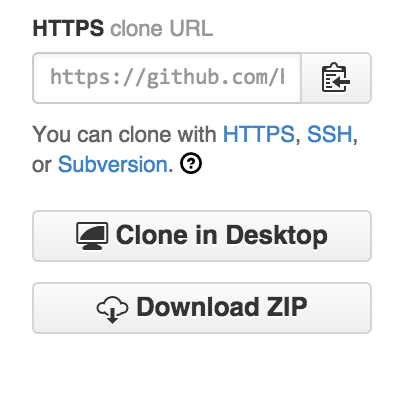 HTTPS clone URL
https://github.com/
You can clone with HTTPS, SSH,
or Subversion. ?
Clone in Desktop
Download ZIP